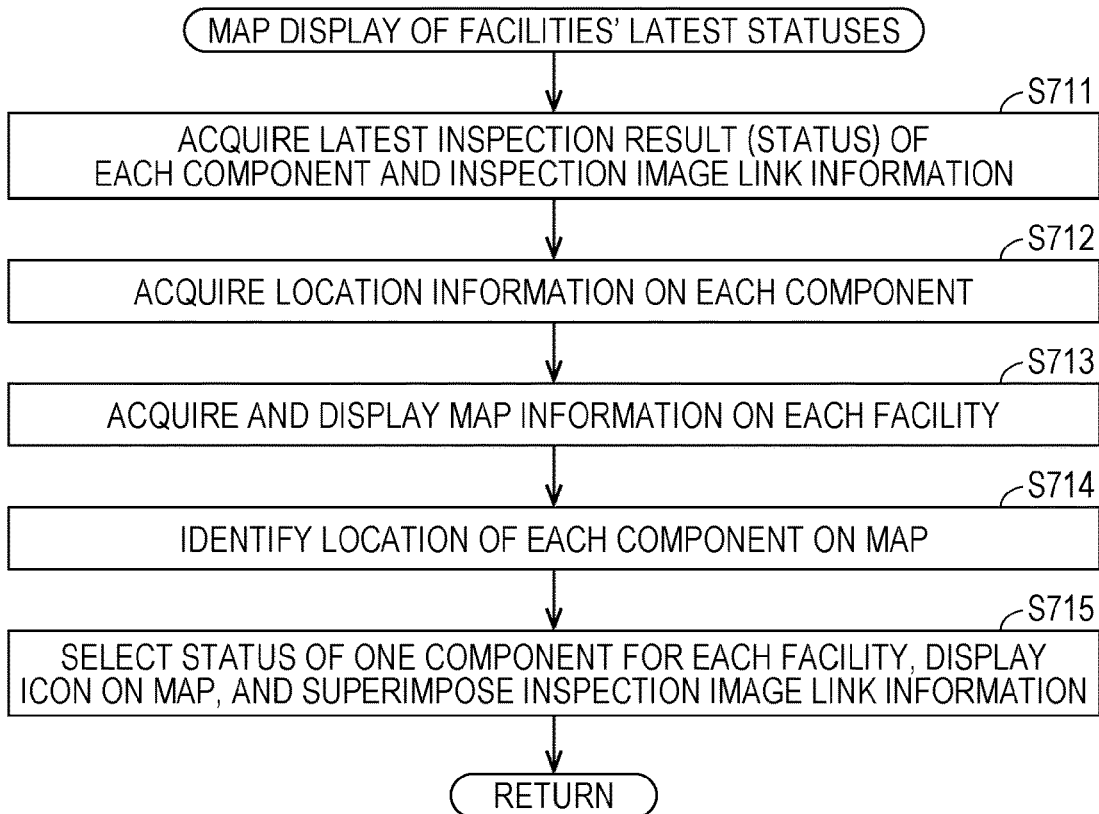 MAP DISPLAY OF FACILITIES' LATEST STATUSES
S711
ACQUIRE LATEST INSPECTION RESULT (STATUS) OF
EACH COMPONENT AND INSPECTION IMAGE LINK INFORMATION
S712
ACQUIRE LOCATION INFORMATION ON EACH COMPONENT
S713
ACQUIRE AND DISPLAY MAP INFORMATION ON EACH FACILITY
S714
IDENTIFY LOCATION OF EACH COMPONENT ON MAP
S715
SELECT STATUS OF ONE COMPONENT FOR EACH FACILITY, DISPLAY
ICON ON MAP, AND SUPERIMPOSE INSPECTION IMAGE LINK INFORMATION
RETURN